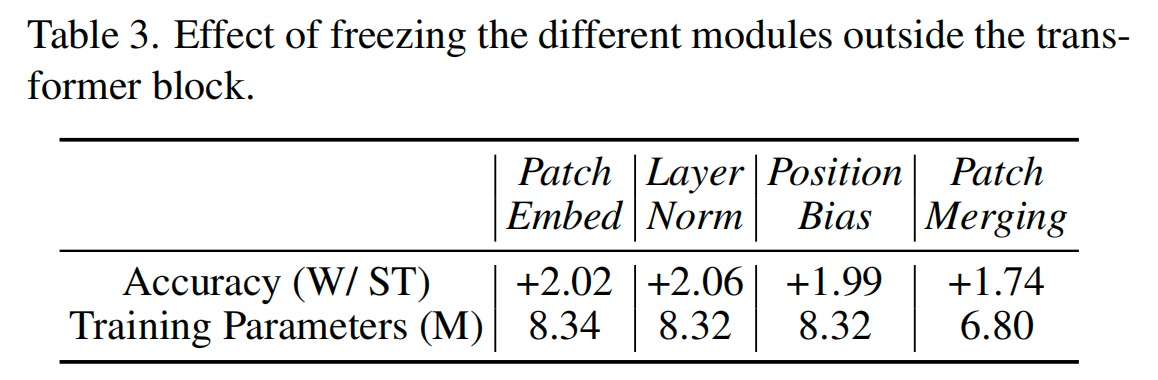 Table 3. Effect of freezing the different modules outside the trans-
former block.
Patch Layer Position Patch
Embed Norm Bias Merging
Accuracy (W/ ST) +2.02 +2.06 +1.99 +1.74
Training Parameters (M) 8.34 8.32 8.32 6.80